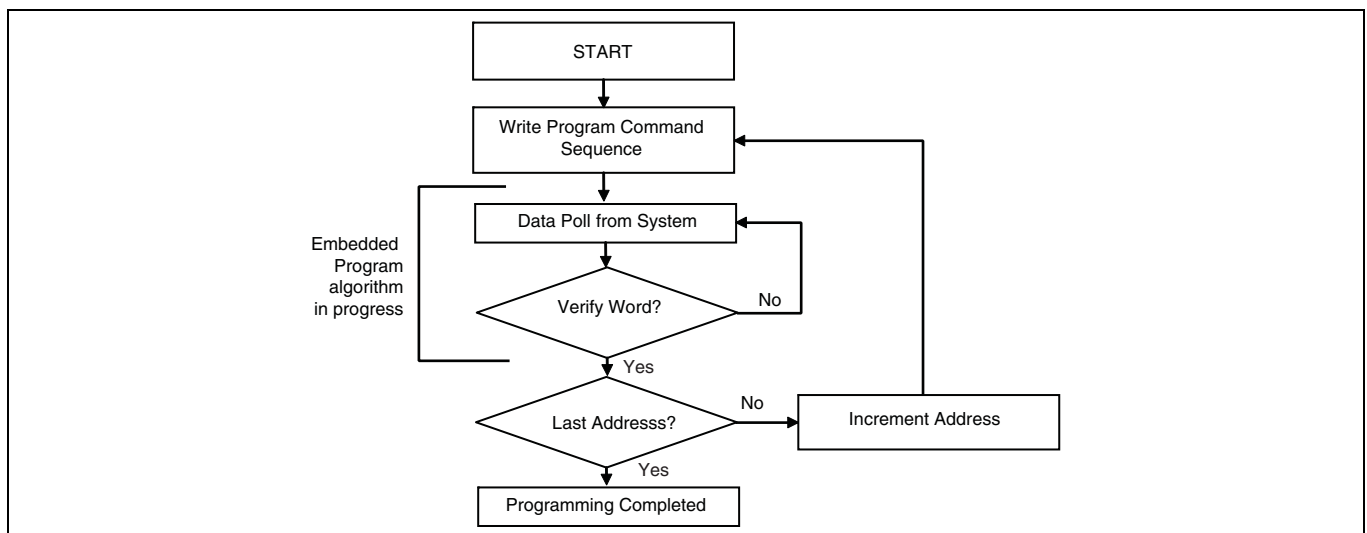 START
Write Program Command
Sequence
Data Poll from System
Embedded
Program
algorithm
in progress
Verify Word?
No
Yes
Last Addresss?
No
Increment Address
Yes
Programming Completed